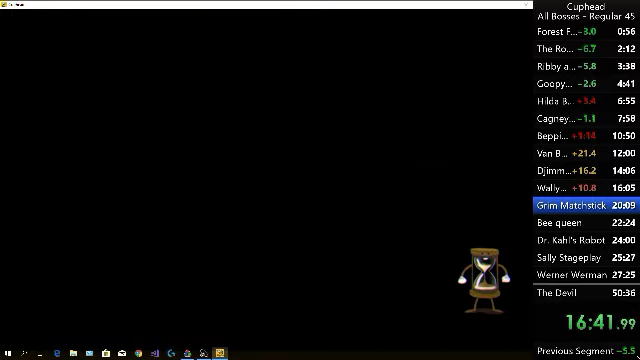 Cuphead
Cuphead
All Bosses - Regular 45
Forest F... -3.0 0:56
The Ro... -6.7 2:12
Ribby a... -5.8 3:38
Goopy... -2.6 4:41
Hilda B... +3.4 6:55
Cagney... -1.1 7:58
Beppi... +1:14 10:50
Van B... +21.4 12:00
Djimm... +16.2 14:06
Wally... +10.8 16:05
Grim Matchstick 20:09
Bee queen 22:24
Dr. Kahl's Robot 24:00
Sally Stageplay 25:27
Werner Werman 27:25
The Devil 50:36
16:41.99
Previous Segment -5.5